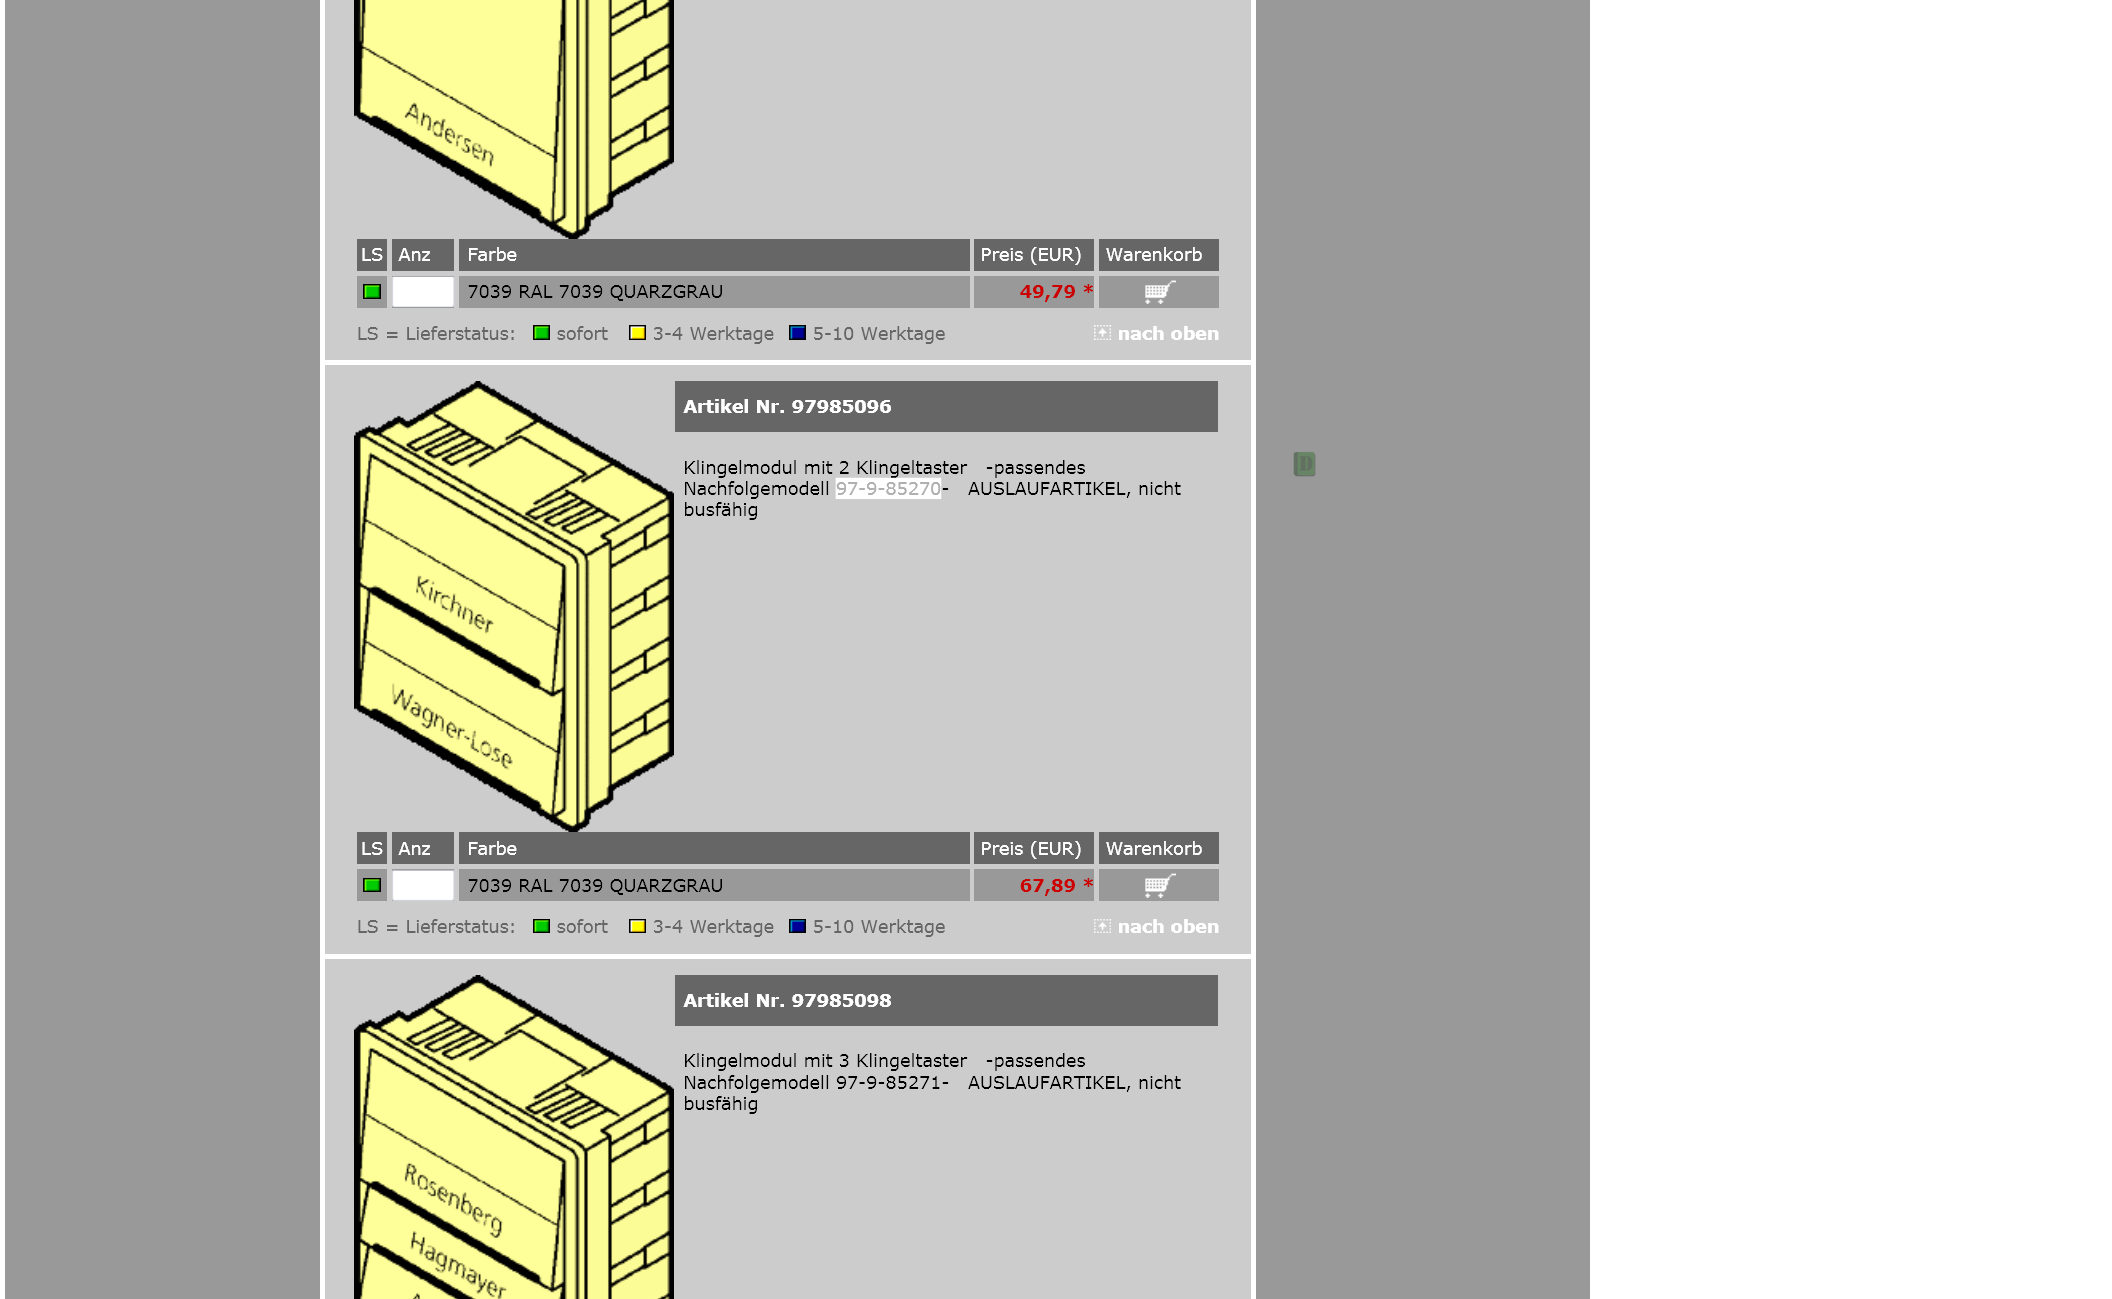 Andersen
LS Anz Farbe Preis (EUR) Warenkorb
7039 RAL 7039 QUARZGRAU 49,79 *
LS = Lieferstatus: sofort 3-4 Werktage 5-10 Werktage nach oben
Artikel Nr. 97985096
Klingelmodul mit 2 Klingeltaster -passendes
Nachfolgemodell 97-9-85270- AUSLAUFARTIKEL, nicht
busfähig
Kirchner
Wagner-Lose
LS Anz Farbe Preis (EUR) Warenkorb
7039 RAL 7039 QUARZGRAU 67,89 *
LS = Lieferstatus: sofort 3-4 Werktage 5-10 Werktage nach oben
Artikel Nr. 97985098
Klingelmodul mit 3 Klingeltaster -passendes
Nachfolgemodell 97-9-85271- AUSLAUFARTIKEL, nicht
busfähig
Rosenberg
Hagmayer